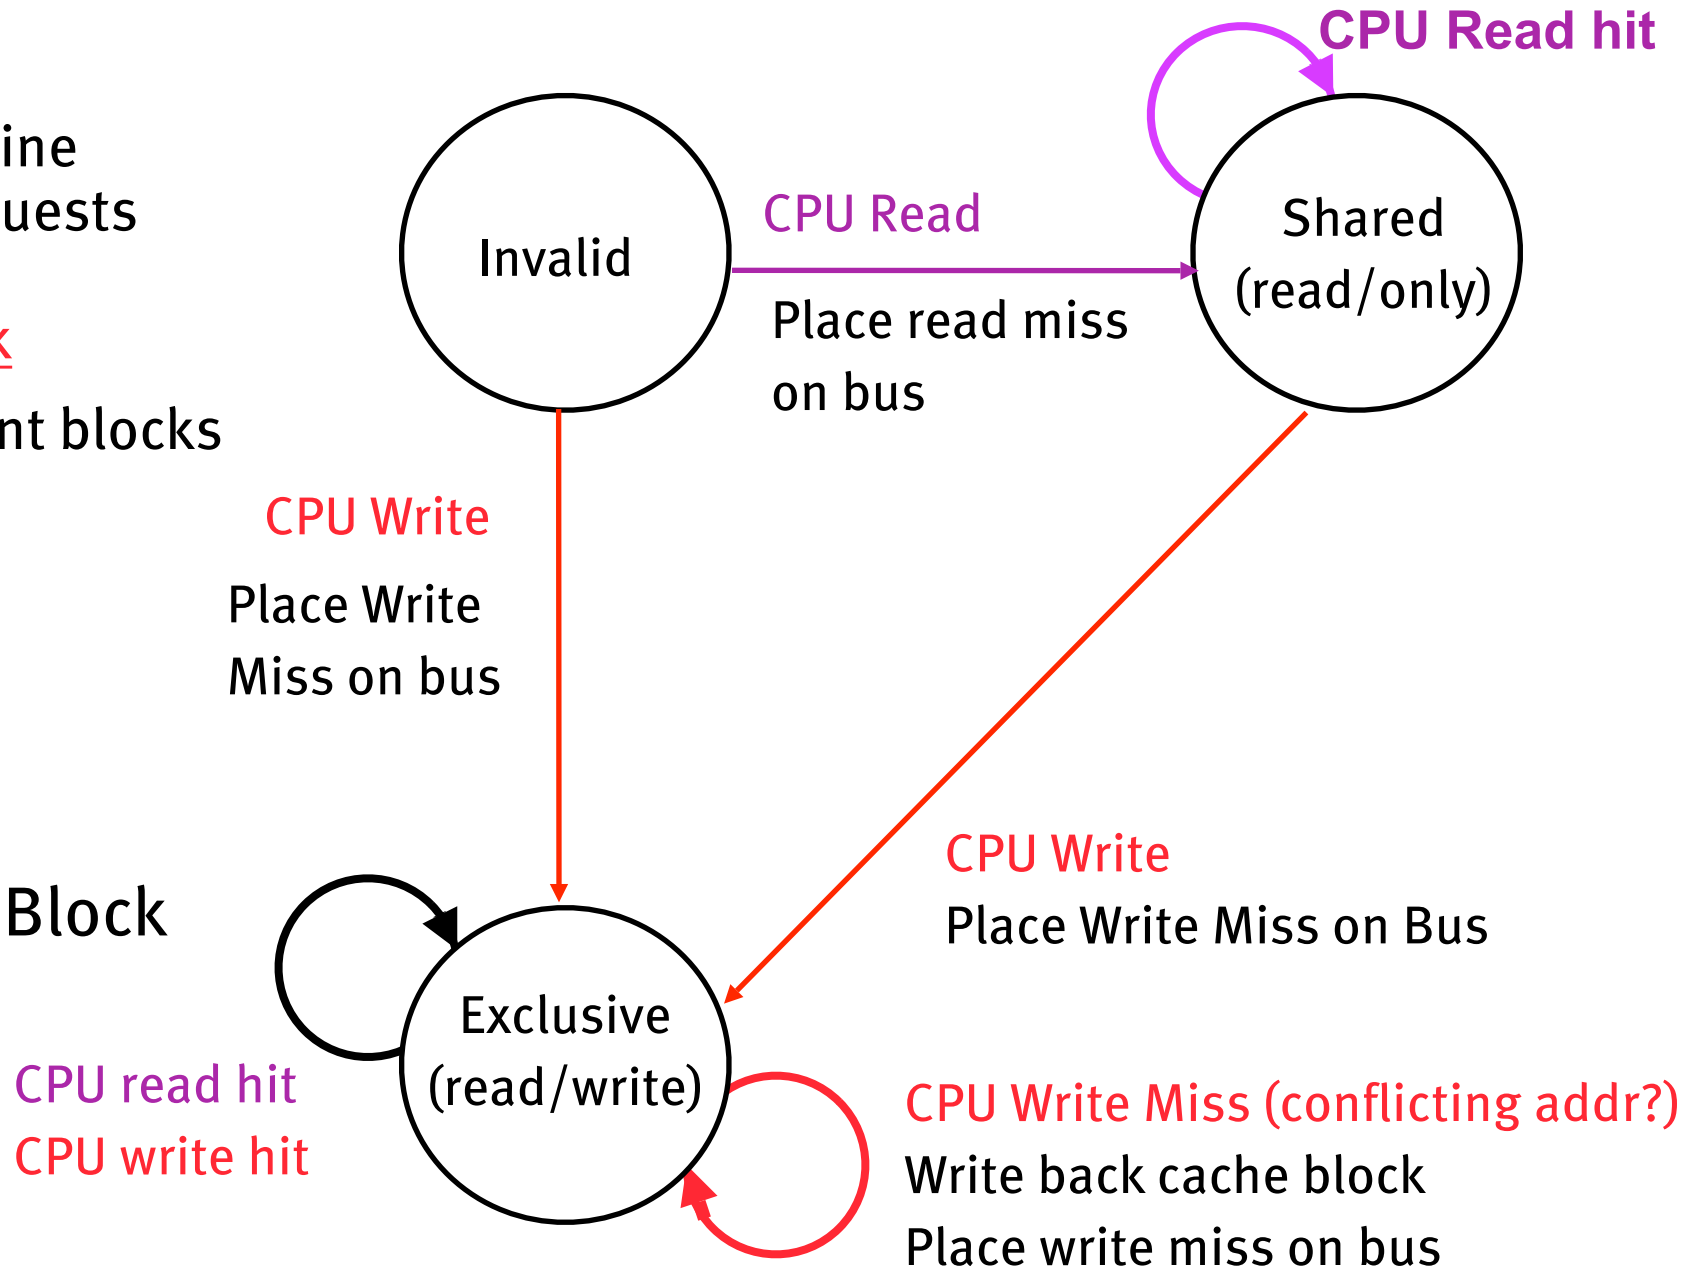 CPU Read hit
ine
uests
k
nt blocks
Invalid
CPU Read
Place read miss
on bus
Shared
(read/only)
CPU Write
Place Write
Miss on bus
Block
CPU Write
Place Write Miss on Bus
Exclusive
(read/write)
CPU read hit
CPU write hit
CPU Write Miss (conflicting addr?)
Write back cache block
Place write miss on bus